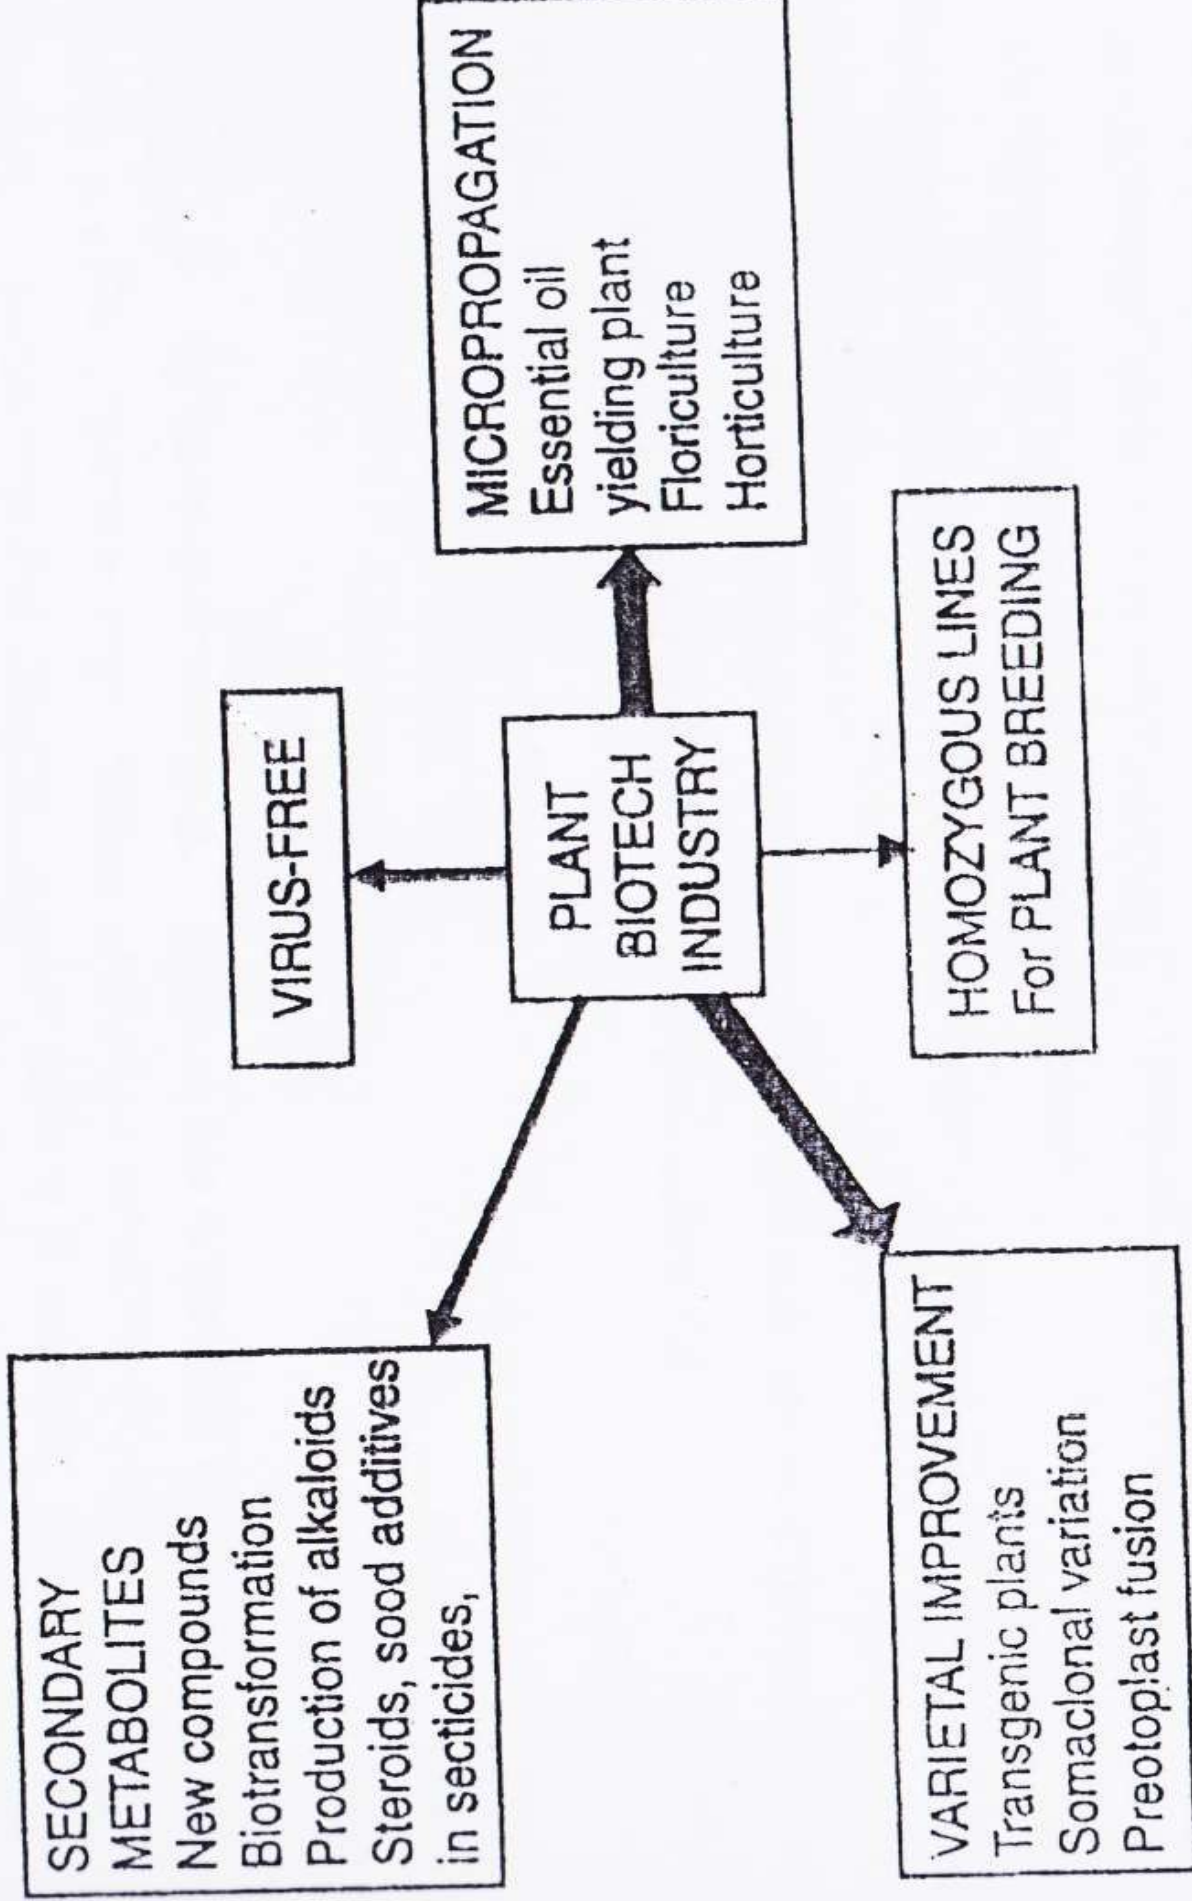 SECONDARY
METABOLITES
New compounds
Biotransformation
Production of alkaloids
Steroids, sood additives
in secticides,
VIRUS-FREE
MICROPROPAGATION
Essential oil
yielding plant
Floriculture
Horticulture
PLANT
BIOTECH
INDUSTRY
VARIETAL IMPROVEMENT
Transgenic plants
Somaclonal variation
Preotoplast fusion
HOMOZYGOUS LINES
For PLANT BREEDING